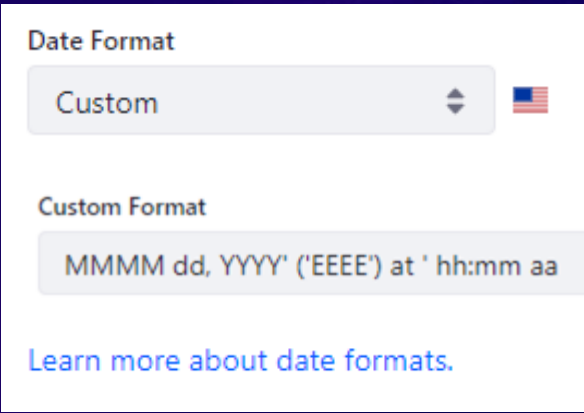 Date Format
Custom
Custom Format
MMMM dd, YYYY' ('EEEE') at ' hh:mm aa
Learn more about date formats.